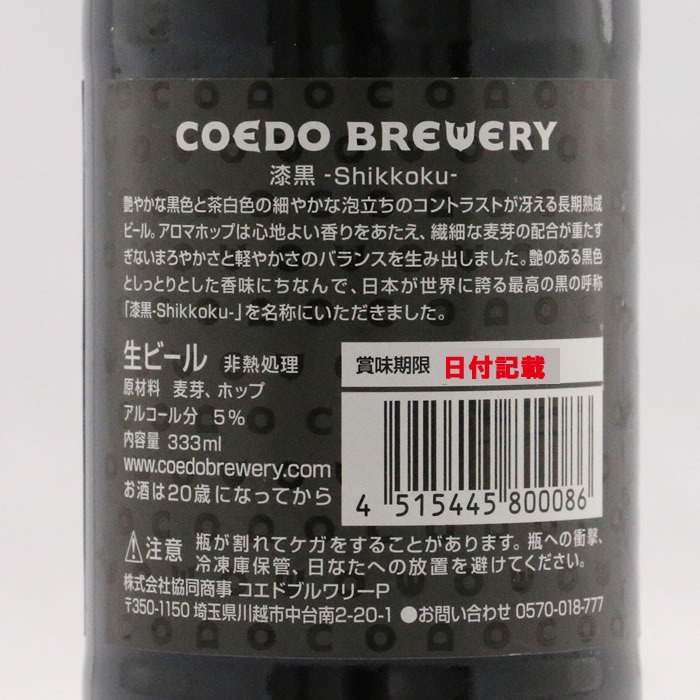 COEDO BREWERY
漆黒 -Shikkoku-
艶やかな黒色と茶白色の細やかな泡立ちのコントラストが冴える長期熟成
ビール。アロマホップは心地よい香りをあたえ、繊細な麦芽の配合が重たす
ぎないまろやかさと軽やかさのバランスを生み出しました。艶のある黒色
としっとりとした香味にちなんで、日本が世界に誇る最高の黒の呼称
「漆黒-Shikkoku-」を名称にいただきました。
生ビール 非熱処理
賞味期限 日付記載
原材料 麦芽、ホップ
アルコール分 5%
内容量 333ml
www.coedobrewery.com
お酒は20歳になってから
4 515445 800086
注意 瓶が割れてケガをすることがあります。瓶への衝撃、
冷凍庫保管、日なたへの放置を避けてください。
株式会社協同商事 コエドブルワリーP
〒350-1150 埼玉県川越市中台南2-20-1 ●お問い合わせ 0570-018-777